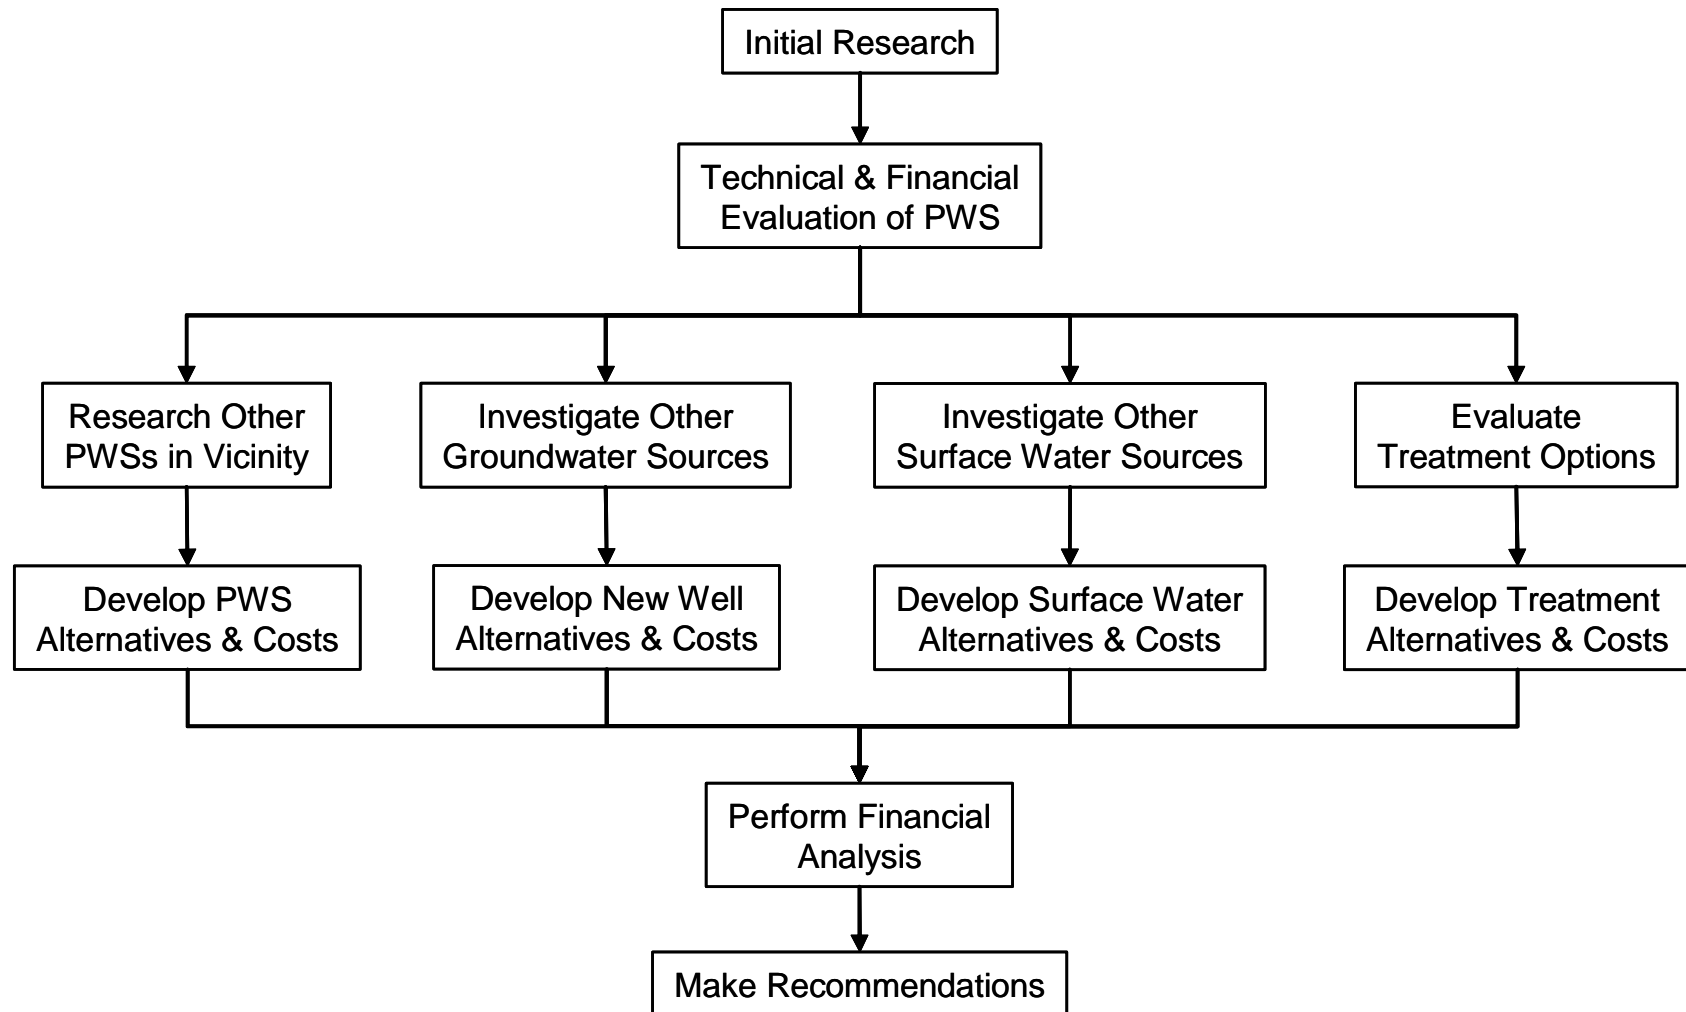 Initial Research
Technical & Financial
Evaluation of PWS
Research Other
PWSs in Vicinity
Investigate Other
Groundwater Sources
Investigate Other
Surface Water Sources
Evaluate
Treatment Options
Develop PWS
Alternatives & Costs
Develop New Well
Alternatives & Costs
Develop Surface Water
Alternatives & Costs
Develop Treatment
Alternatives & Costs
Perform Financial
Analysis
Make Recommendations